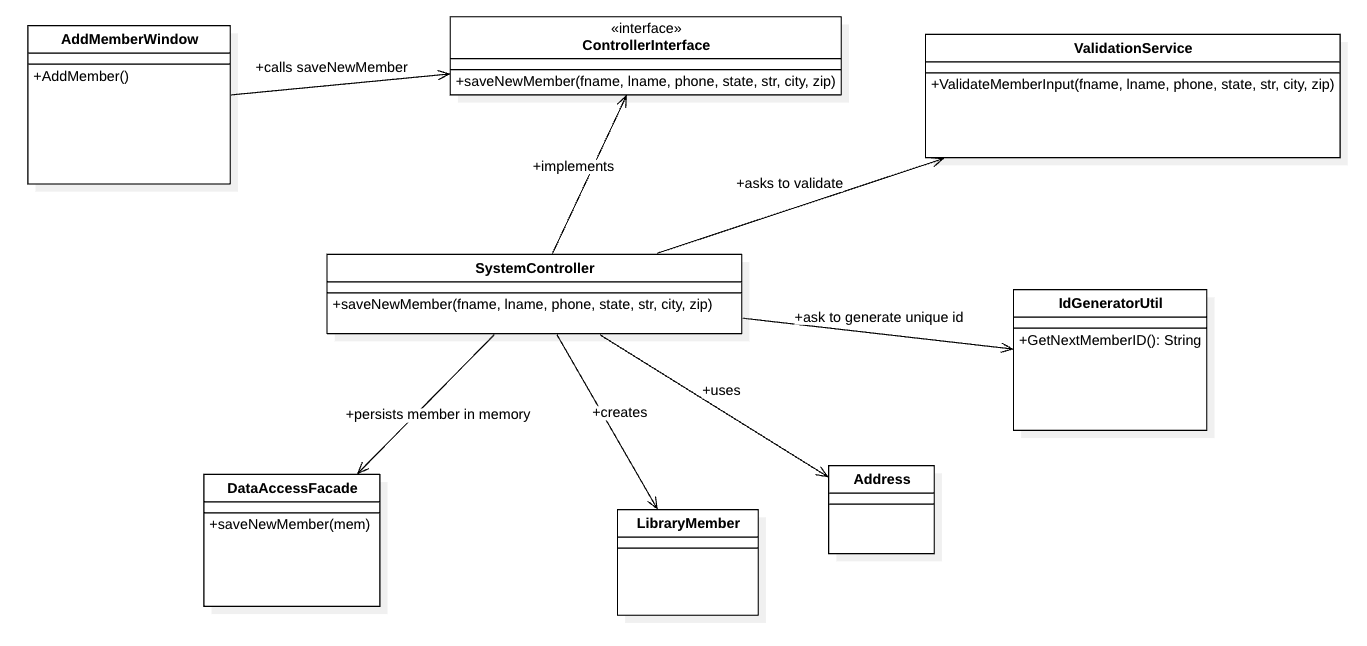 AddMemberWindow
+AddMember()
+calls saveNewMember
«interface»
ControllerInterface
+saveNewMember(fname, lname, phone, state, str, city, zip)
ValidationService
+ValidateMemberInput(fname, lname, phone, state, str, city, zip)
+implements
+asks to validate
SystemController
+saveNewMember(fname, lname, phone, state, str, city, zip)
+ask to generate unique id
IdGeneratorUtil
+GetNextMemberID(): String
+persists member in memory
+creates
+uses
DataAccessFacade
+saveNewMember(mem)
LibraryMember
Address